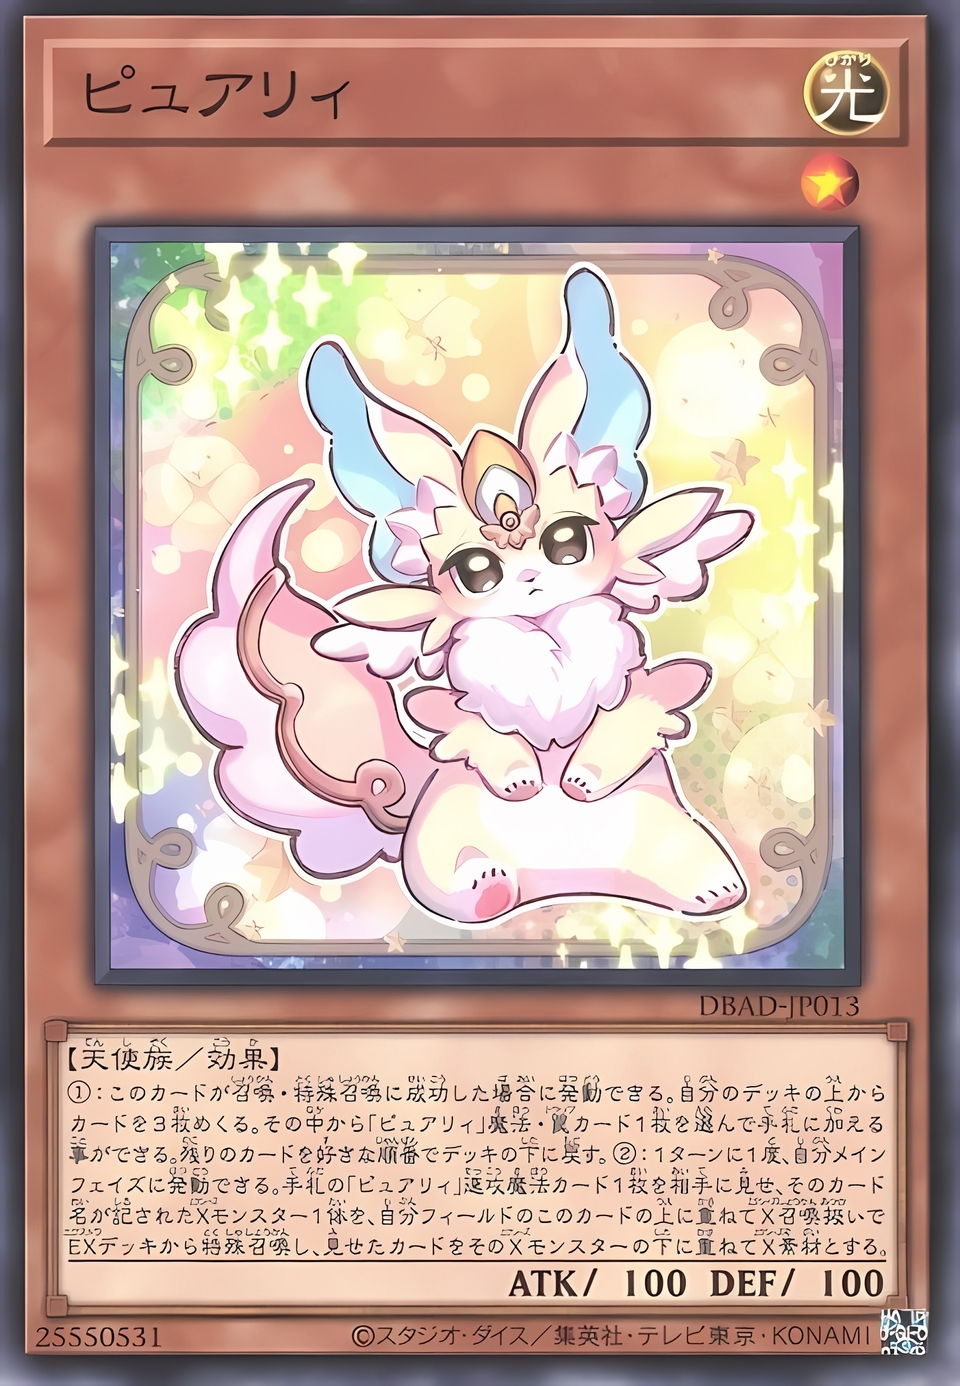 ピュアリィ
ひかり
光
DBAD-JP013
【天使族／効果】
①：このカードが召喚・特殊召喚に成功した場合に発動できる。自分のデッキの上から
カードを３枚めくる。その中から「ピュアリィ」魔法・罠カード１枚を選んで手札に加える
事ができる。残りのカードを好きな順番でデッキの下に戻す。②：１ターンに１度、自分メイン
フェイズに発動できる。手札の「ピュアリィ」速攻魔法カード１枚を相手に見せ、そのカード
名が記されたXモンスター１体を、自分フィールドのこのカードの上に重ねてX召喚扱いで
EXデッキから特殊召喚し、見せたカードをそのXモンスターの下に重ねてX素材とする。
ATK/ 100 DEF/ 100
25550531
©スタジオ・ダイス／集英社・テレビ東京・KONAMI